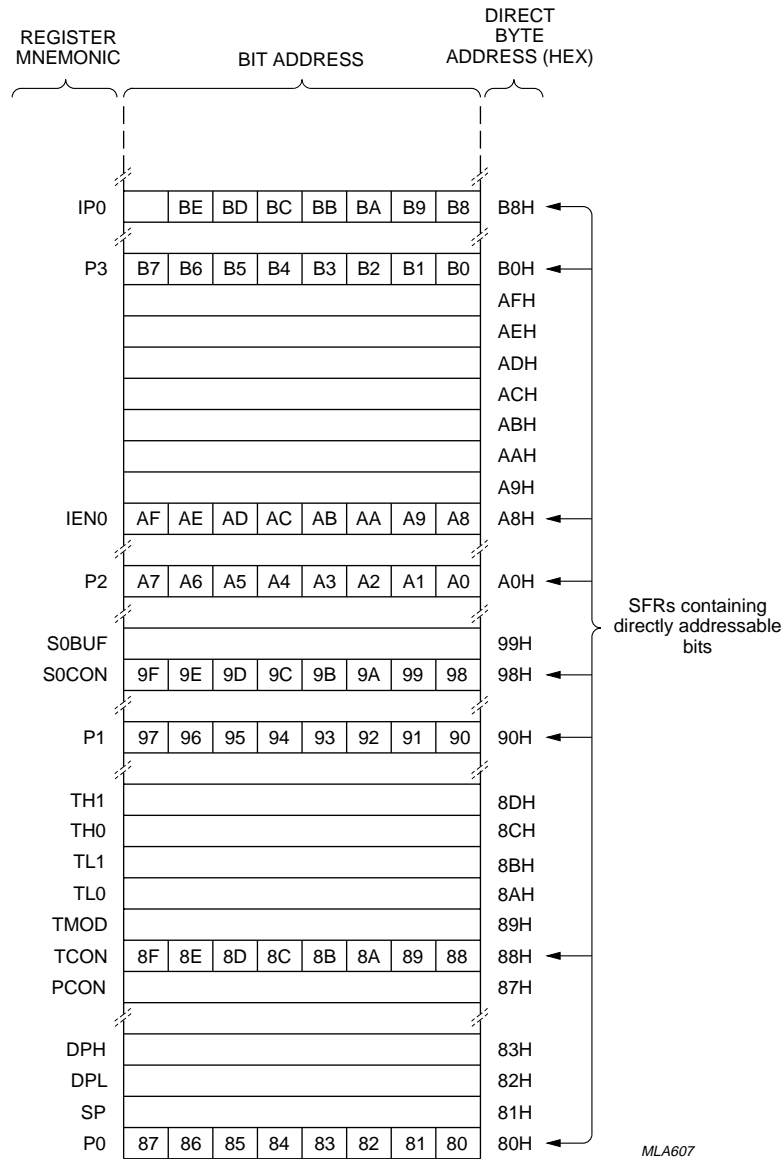 REGISTER MNEMONIC BIT ADDRESS DIRECT BYTE ADDRESS (HEX)
IP0 BE BD BC BB BA B9 B8 B8H
P3 B7 B6 B5 B4 B3 B2 B1 B0 B0H
AFH
AEH
ADH
ACH
ABH
AAH
A9H
IEN0 AF AE AD AC AB AA A9 A8 A8H
P2 A7 A6 A5 A4 A3 A2 A1 A0 A0H
SFRs containing
directly addressable
bits
S0BUF 99H
S0CON 9F 9E 9D 9C 9B 9A 99 98 98H
P1 97 96 95 94 93 92 91 90 90H
TH1 8DH
TH0 8CH
TL1 8BH
TL0 8AH
TMOD 89H
TCON 8F 8E 8D 8C 8B 8A 89 88 88H
PCON 87H
DPH 83H
DPL 82H
SP 81H
P0 87 86 85 84 83 82 81 80 80H
MLA607